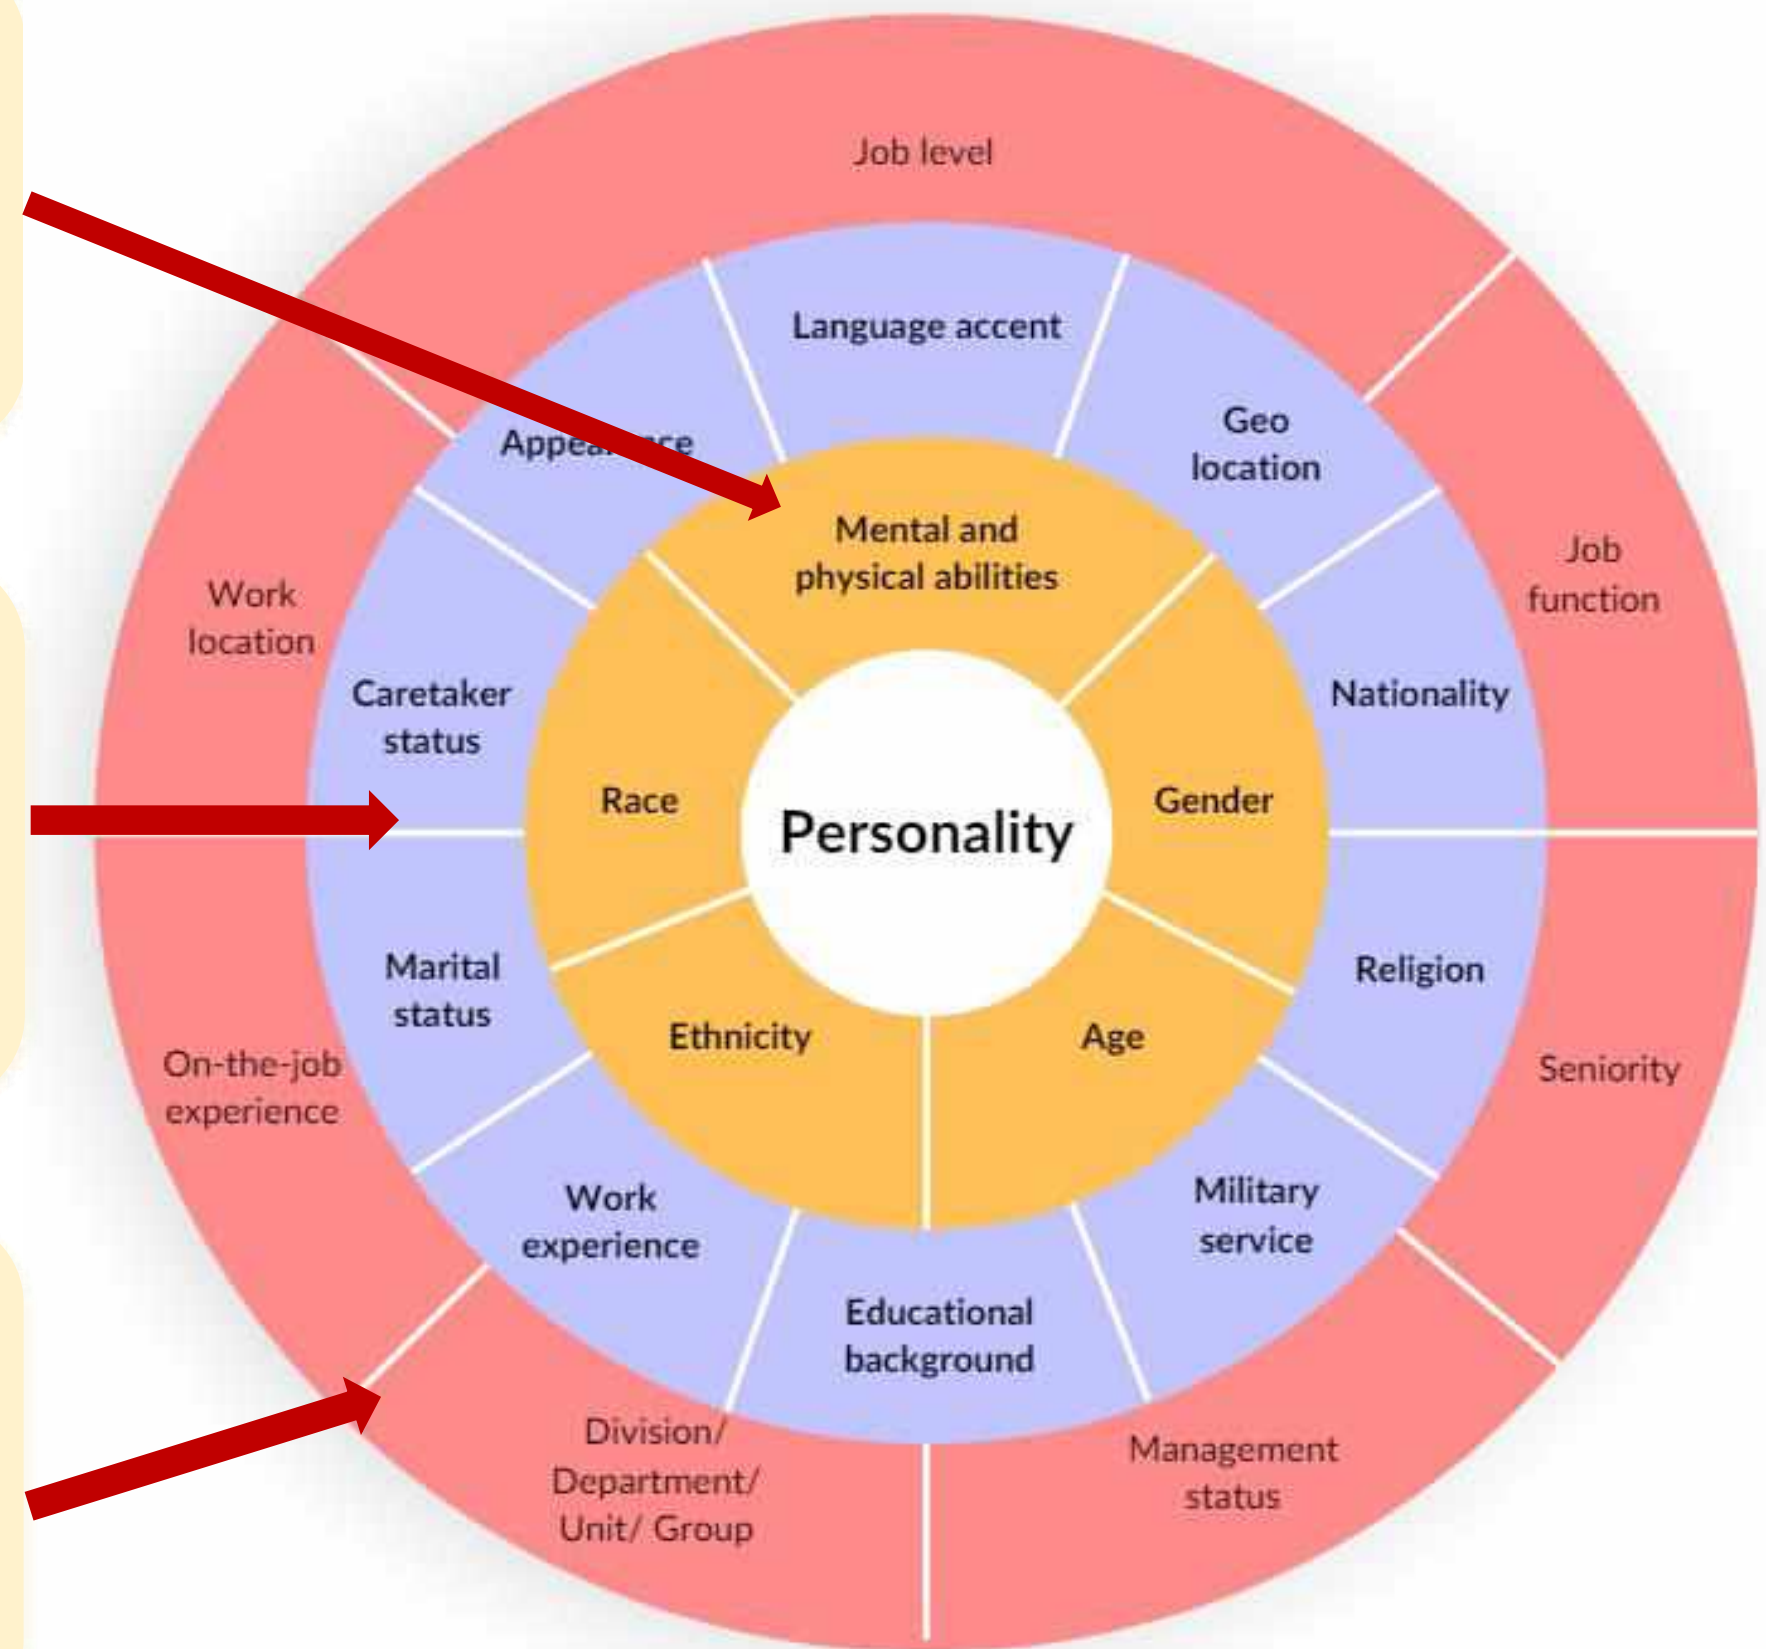 Job level
Language accent
Geo
location
Job
function
Nationality
Religion
Seniority
Military
service
Management
status
Educational
background
Division/
Department/
Unit/ Group
Work
experience
On-the-job
experience
Marital
status
Caretaker
status
Work
location
Mental and
physical abilities
Gender
Age
Ethnicity
Race
Personality